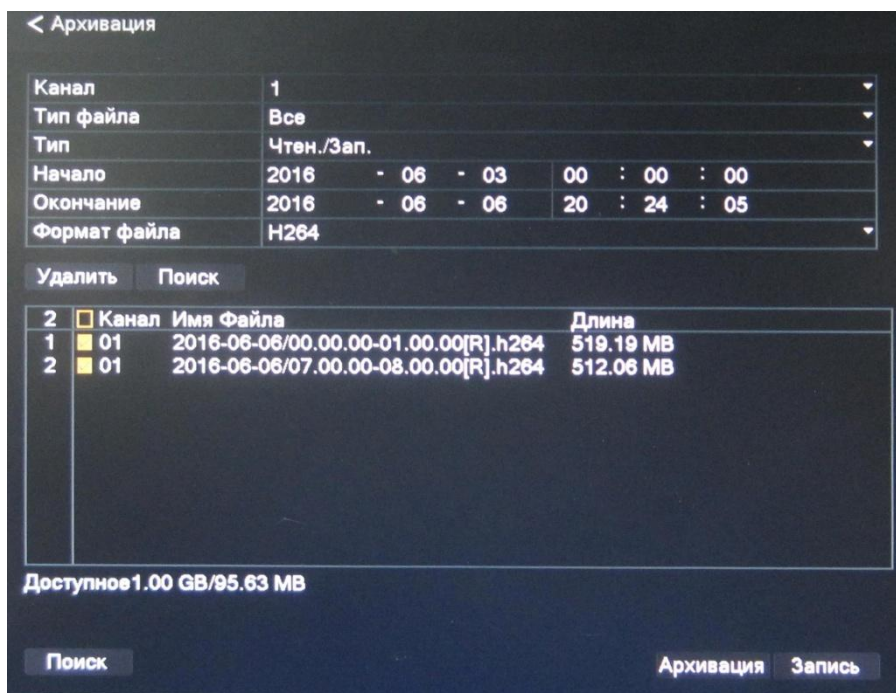 < Архивация
Канал 1
Тип файла Все
Тип Чтен./Зап.
Начало 2016 - 06 - 03 00 : 00 : 00
Окончание 2016 - 06 - 06 20 : 24 : 05
Формат файла H264
Удалить Поиск
2 Канал Имя Файла Длина
1 01 2016-06-06/00.00.00-01.00.00[R].h264 519.19 MB
2 01 2016-06-06/07.00.00-08.00.00[R].h264 512.06 MB
Доступное1.00 GB/95.63 MB
Поиск Архивация Запись